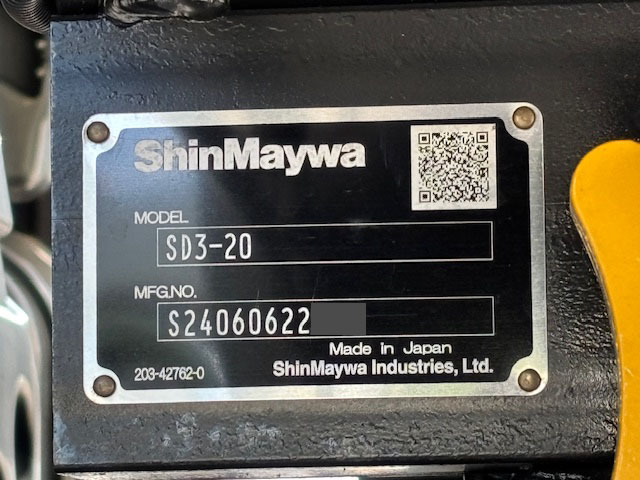 ShinMaywa
MODEL
SD3-20
MFG.NO.
S24060622
Made in Japan
203-42762-0
ShinMaywa Industries, Ltd.